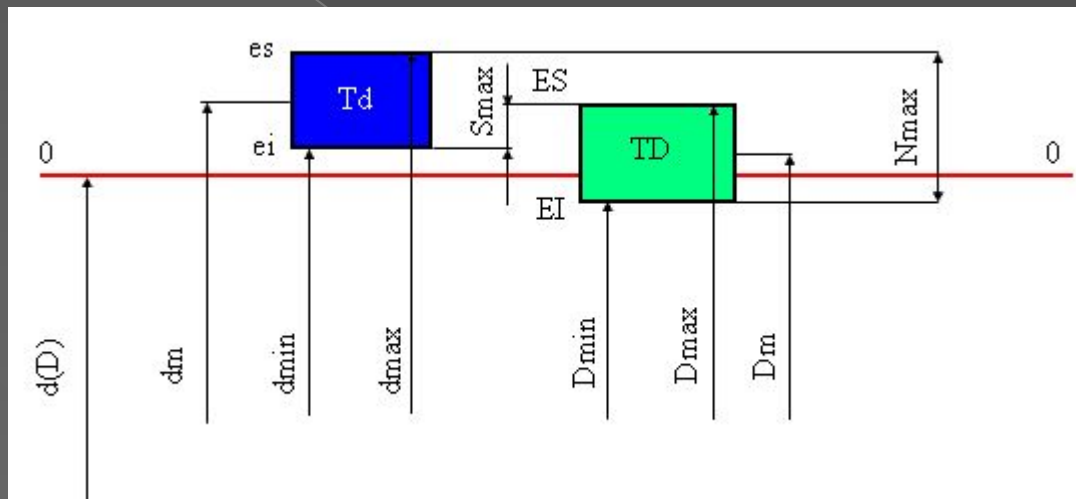 es
ES
Td
Smax
Nmax
ei
TD
0
0
EI
d(D)
dm
dmin
dmax
Dmin
Dmax
Dm